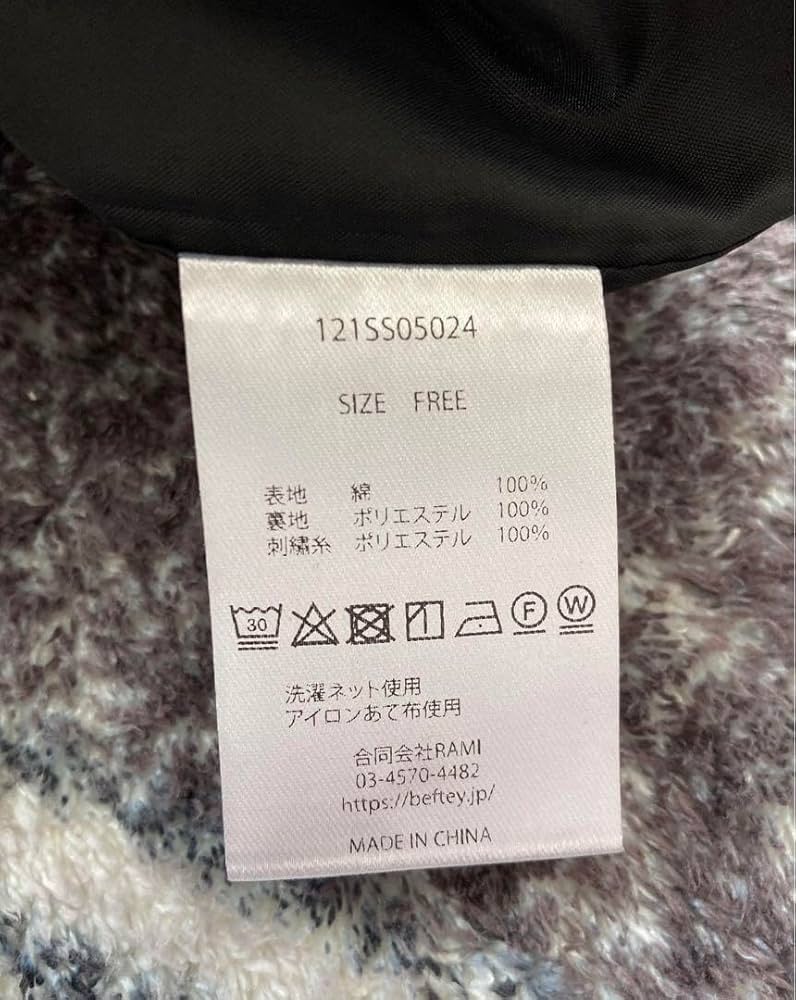 121SS05024
SIZE FREE
表地 綿 100%
裏地 ポリエステル 100%
刺繍糸 ポリエステル 100%
30 F W
洗濯ネット使用
アイロンあて布使用
合同会社RAMI
03-4570-4482
https://beftey.jp/
MADE IN CHINA